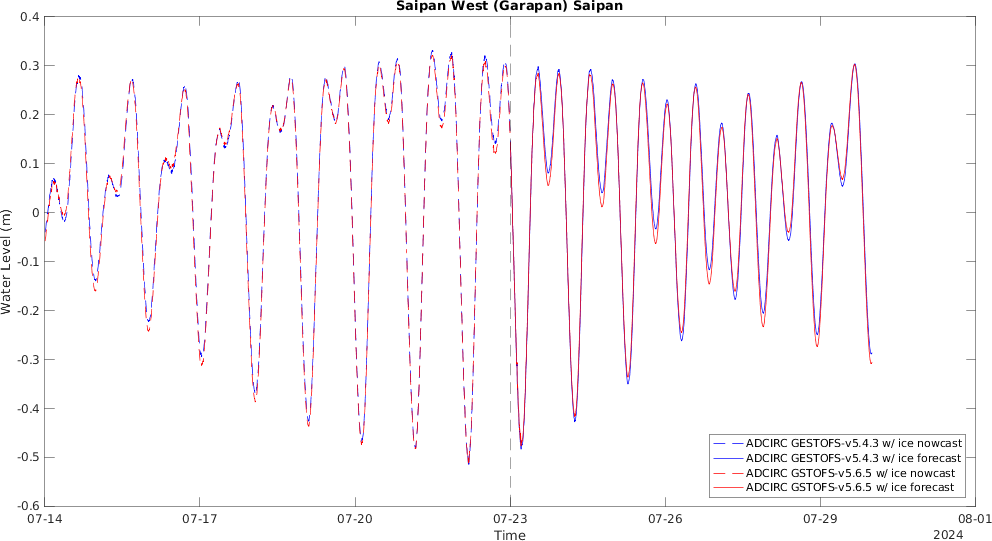 Saipan West (Garapan) Saipan
Water Level (m)
0.4
0.3
0.2
0.1
0
-0.1
-0.2
-0.3
-0.4
-0.5
-0.6
07-14
07-17
07-20
07-23
07-26
07-29
08-01
Time
2024
ADCIRC GESTOFS-v5.4.3 w/ ice nowcast
ADCIRC GESTOFS-v5.4.3 w/ ice forecast
ADCIRC GSTOFS-v5.6.5 w/ ice nowcast
ADCIRC GSTOFS-v5.6.5 w/ ice forecast